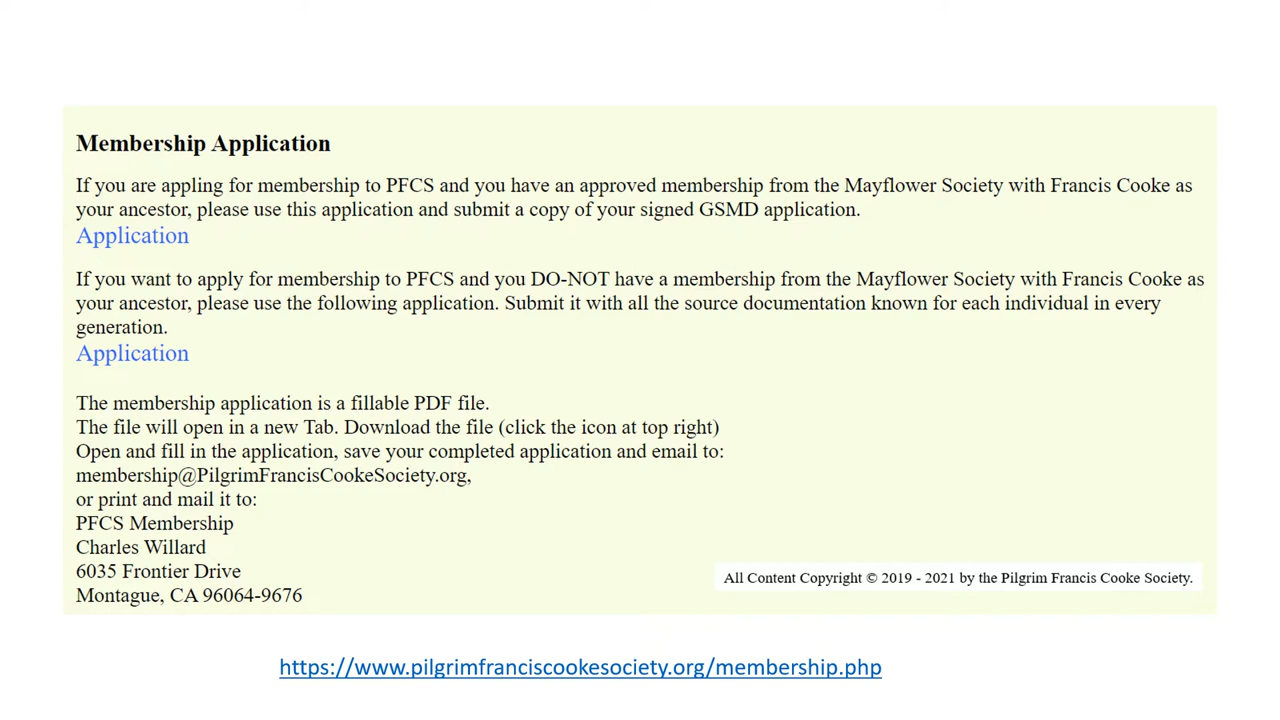 Membership Application
If you are appling for membership to PFCS and you have an approved membership from the Mayflower Society with Francis Cooke as
your ancestor, please use this application and submit a copy of your signed GSMD application.
Application
If you want to apply for membership to PFCS and you DO-NOT have a membership from the Mayflower Society with Francis Cooke as
your ancestor, please use the following application. Submit it with all the source documentation known for each individual in every
generation.
Application
The membership application is a fillable PDF file.
The file will open in a new Tab. Download the file (click the icon at top right)
Open and fill in the application, save your completed application and email to:
membership@PilgrimFrancisCookeSociety.org,
or print and mail it to:
PFCS Membership
Charles Willard
6035 Frontier Drive
Montague, CA 96064-9676
All Content Copyright © 2019 - 2021 by the Pilgrim Francis Cooke Society.
https://www.pilgrimfranciscookesociety.org/membership.php